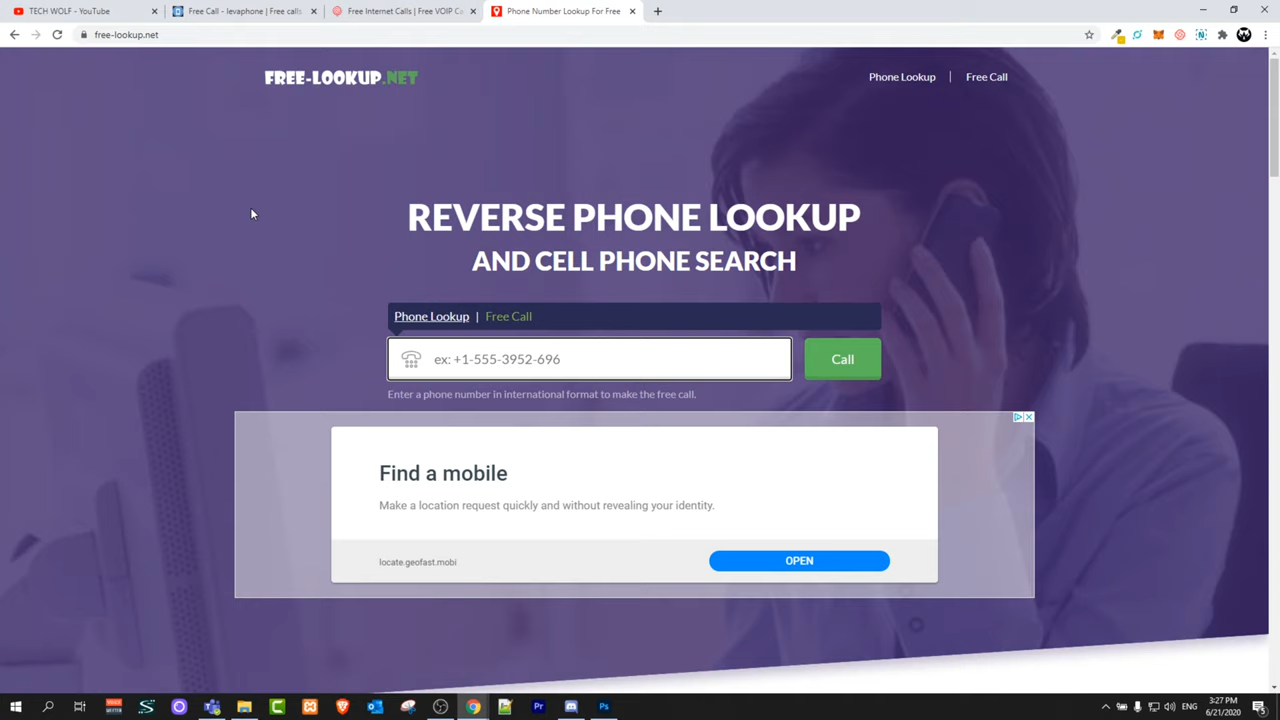 TECH WOLF - YouTube
Free Call - Ievaphone | Free calls
Free Internet Calls | Free VOIP Ca
Phone Number Lookup For Free
free-lookup.net
FREE-LOOKUP.NET
Phone Lookup | Free Call
REVERSE PHONE LOOKUP
AND CELL PHONE SEARCH
Phone Lookup | Free Call
ex: +1-555-3952-696
Call
Enter a phone number in international format to make the free call.
Find a mobile
Make a location request quickly and without revealing your identity.
locate.geofast.mobi
OPEN
ENG
3:27 PM
6/21/2020